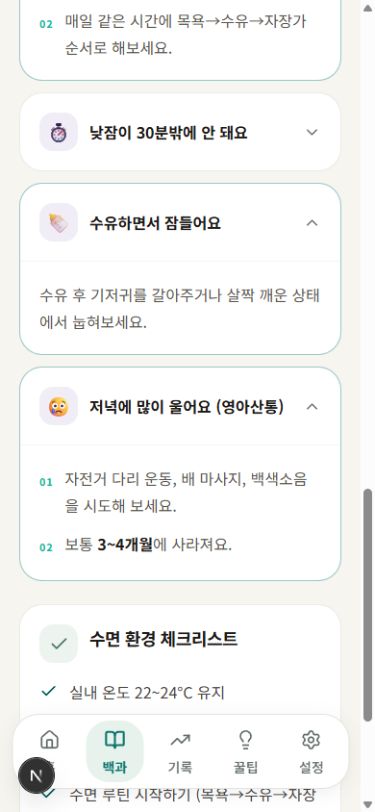 02 매일 같은 시간에 목욕→수유→자장가
순서로 해보세요.
낮잠이 30분밖에 안 돼요
수유하면서 잠들어요
수유 후 기저귀를 갈아주거나 살짝 깨운 상태
에서 눕혀보세요.
저녁에 많이 울어요 (영아산통)
01 자전거 다리 운동, 배 마사지, 백색소음
을 시도해 보세요.
02 보통 3~4개월에 사라져요.
수면 환경 체크리스트
실내 온도 22~24°C 유지
백과
기록
꿀팁
설정
N
수면 루틴 시작하기 (목욕→수유→자장